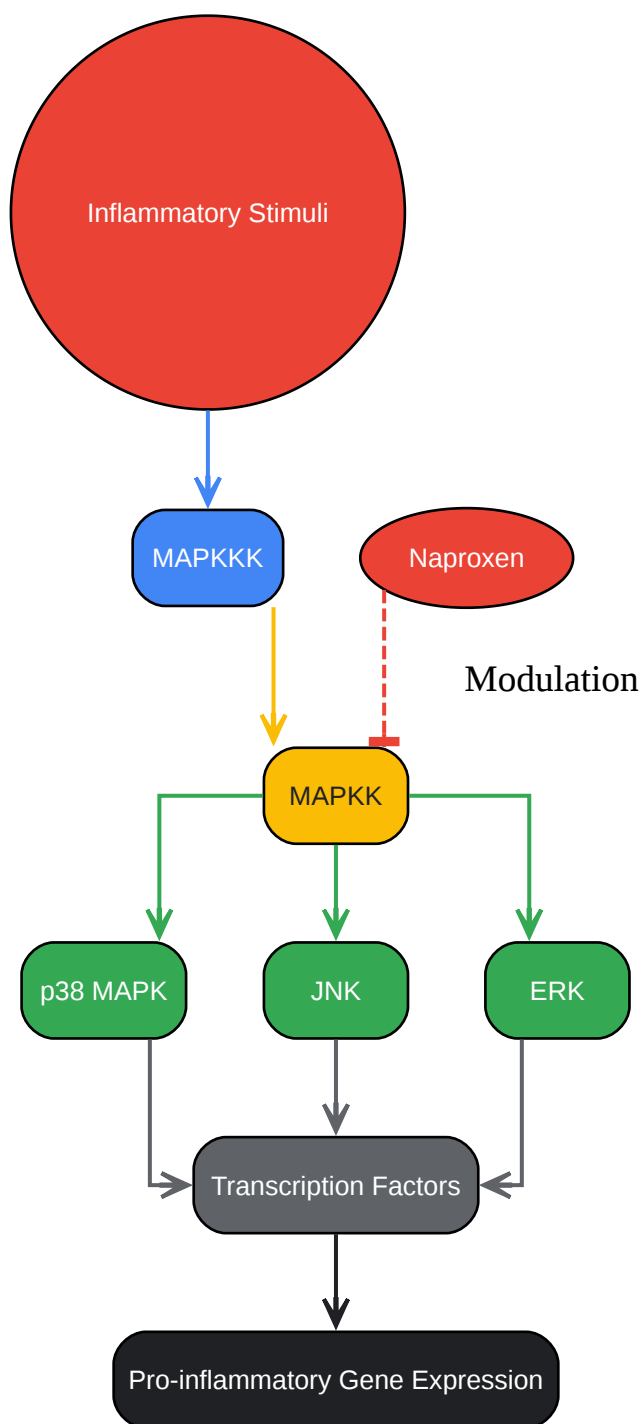 Inflammatory Stimuli
MAPKKK
Naproxen
Modulation
MAPKK
p38 MAPK
JNK
ERK
Transcription Factors
Pro-inflammatory Gene Expression